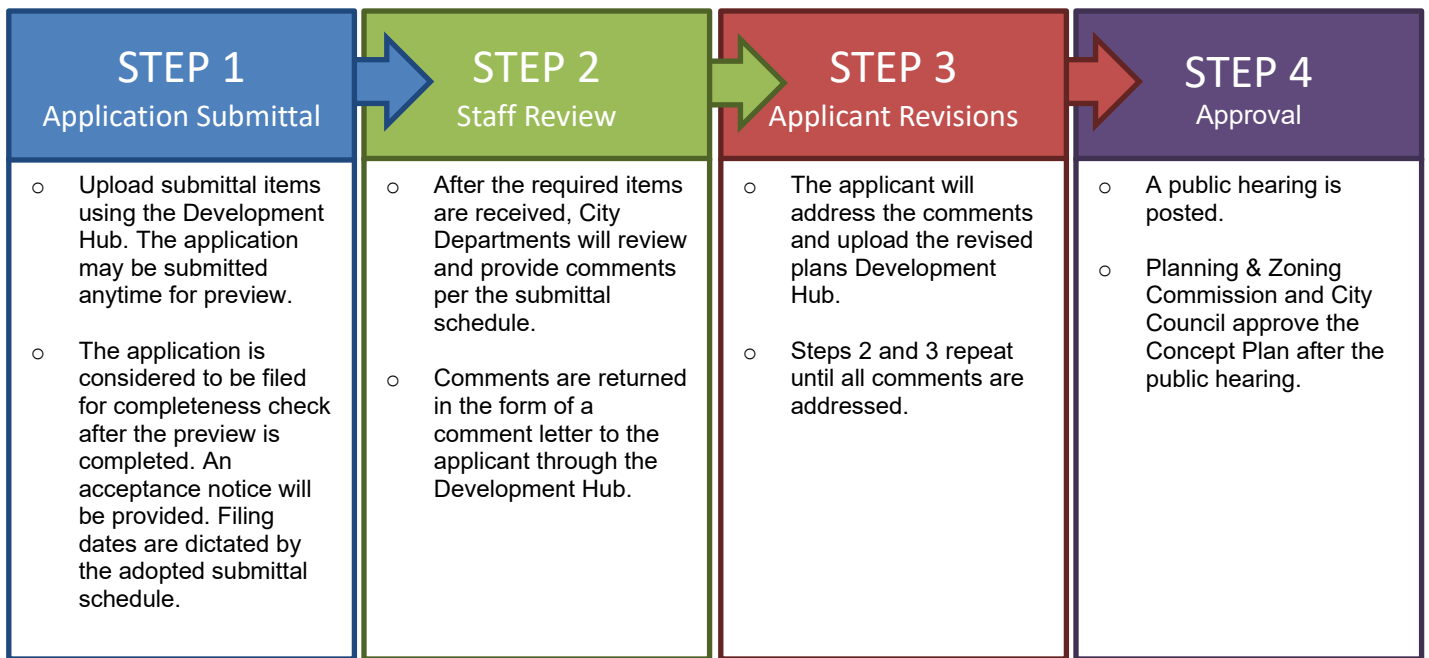 STEP 1
Application Submittal
○ Upload submittal items
using the Development
Hub. The application
may be submitted
anytime for preview.
○ The application is
considered to be filed
for completeness check
after the preview is
completed. An
acceptance notice will
be provided. Filing
dates are dictated by
the adopted submittal
schedule.
STEP 2
Staff Review
○ After the required items
are received, City
Departments will review
and provide comments
per the submittal
schedule.
○ Comments are returned
in the form of a
comment letter to the
applicant through the
Development Hub.
STEP 3
Applicant Revisions
○ The applicant will
address the comments
and upload the revised
plans Development
Hub.
○ Steps 2 and 3 repeat
until all comments are
addressed.
STEP 4
Approval
○ A public hearing is
posted.
○ Planning & Zoning
Commission and City
Council approve the
Concept Plan after the
public hearing.